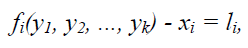 fᵢ(y₁, y₂, ..., yₖ) - xᵢ = lᵢ,